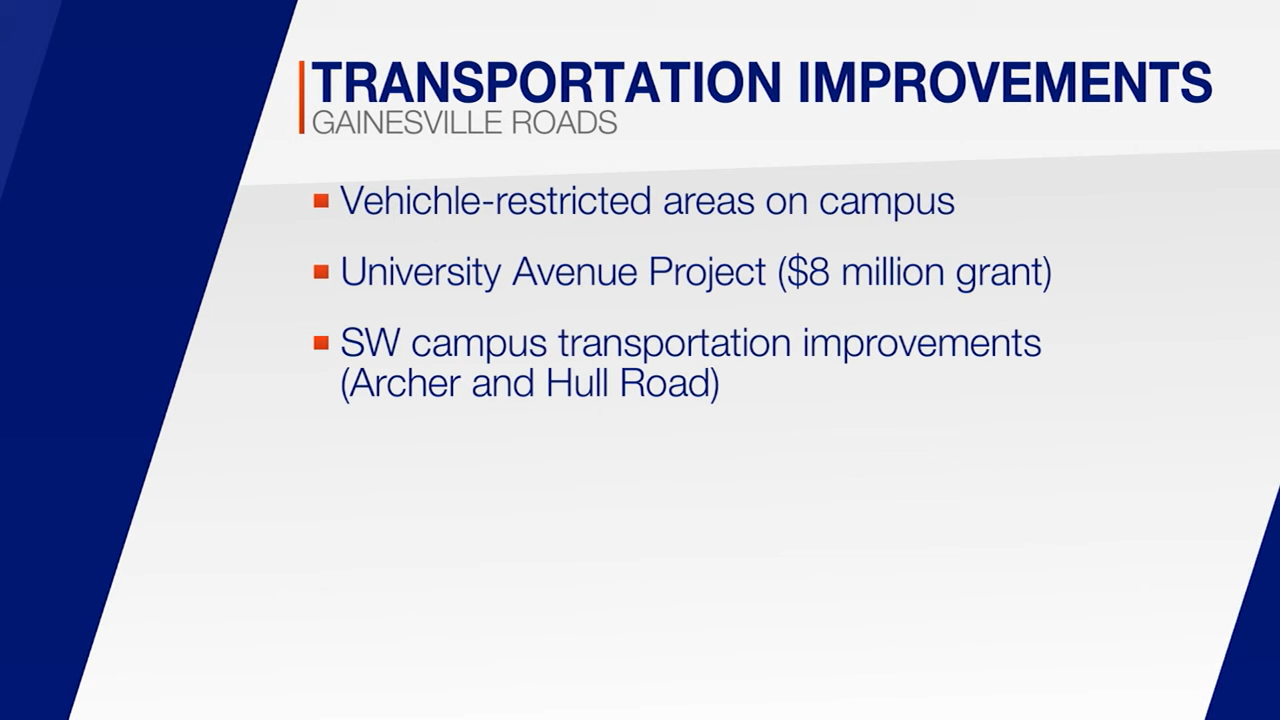 TRANSPORTATION IMPROVEMENTS
GAINESVILLE ROADS
Vehichle-restricted areas on campus
University Avenue Project ($8 million grant)
SW campus transportation improvements
(Archer and Hull Road)